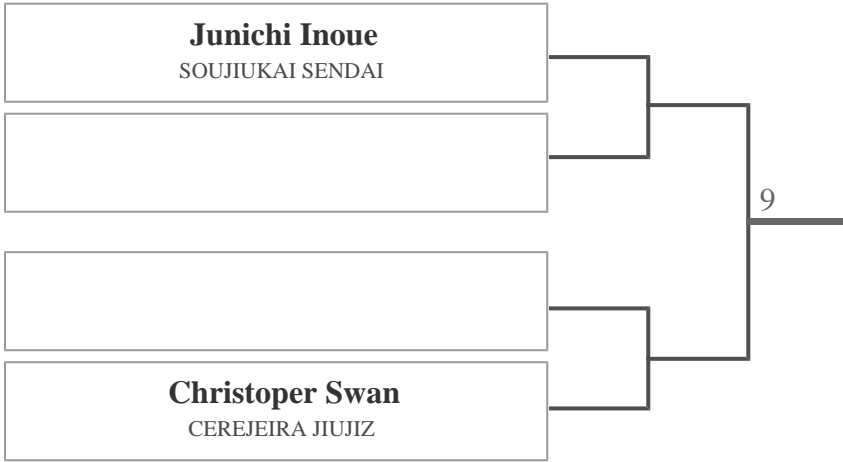 Junichi Inoue
SOUJIUKAI SENDAI
9
Christoper Swan
CEREJEIRA JIUJIZ